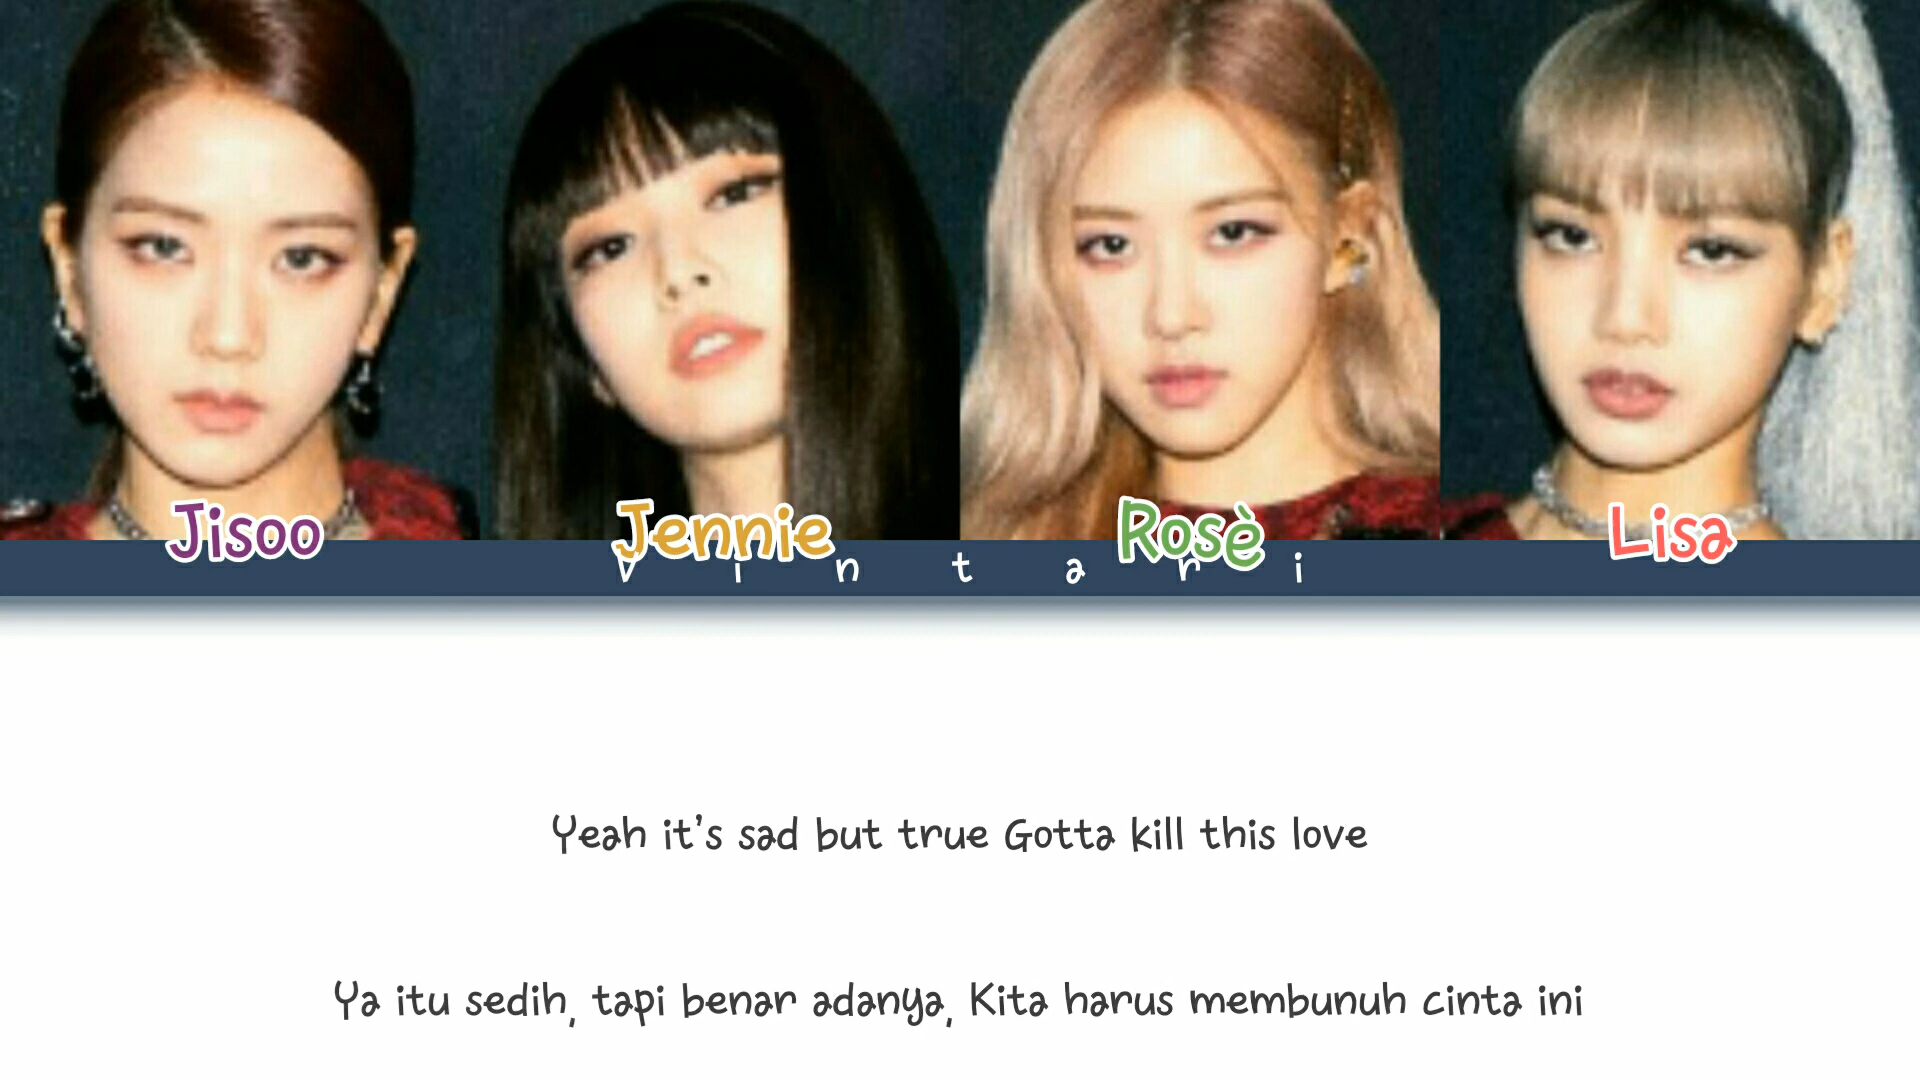 Jisoo Jennie Rosè Lisa
vintari
Yeah it's sad but true Gotta kill this love
Ya itu sedih, tapi benar adanya, Kita harus membunuh cinta ini